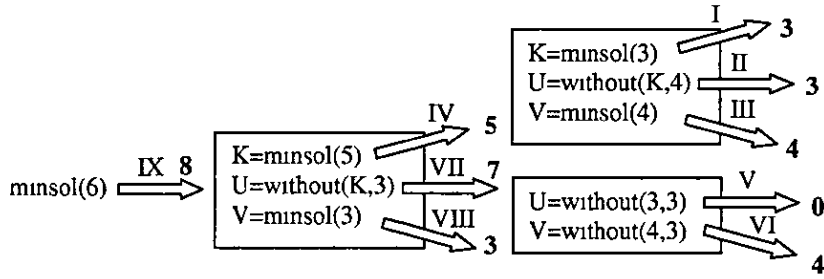 I
3
K=minsol(3)
II
U=without(K,4)
3
V=minsol(4)
III
4
IV
5
K=minsol(5)
minsol(6)
IX
8
U=without(K,3)
VII
7
V=minsol(3)
VIII
3
V
U=without(3,3)
0
V=without(4,3)
VI
4